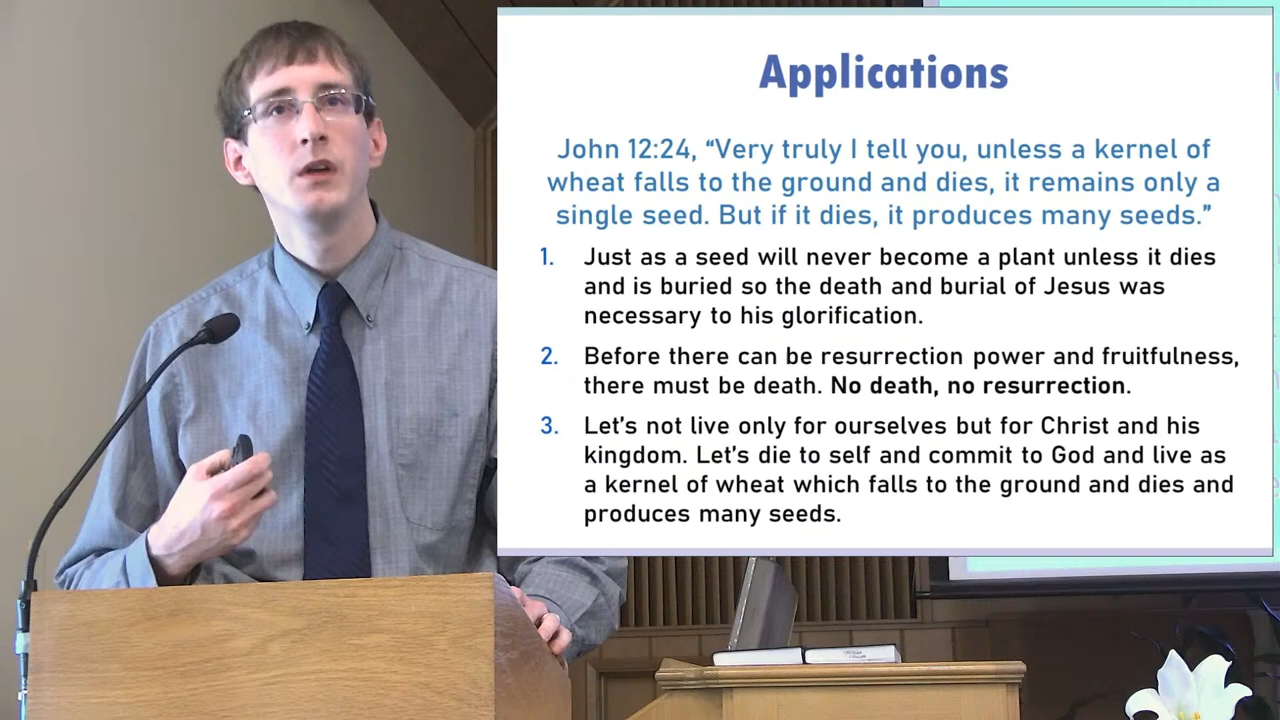 Applications
John 12:24, “Very truly I tell you, unless a kernel of
wheat falls to the ground and dies, it remains only a
single seed. But if it dies, it produces many seeds.”
1. Just as a seed will never become a plant unless it dies
and is buried so the death and burial of Jesus was
necessary to his glorification.
2. Before there can be resurrection power and fruitfulness,
there must be death. No death, no resurrection.
3. Let’s not live only for ourselves but for Christ and his
kingdom. Let’s die to self and commit to God and live as
a kernel of wheat which falls to the ground and dies and
produces many seeds.